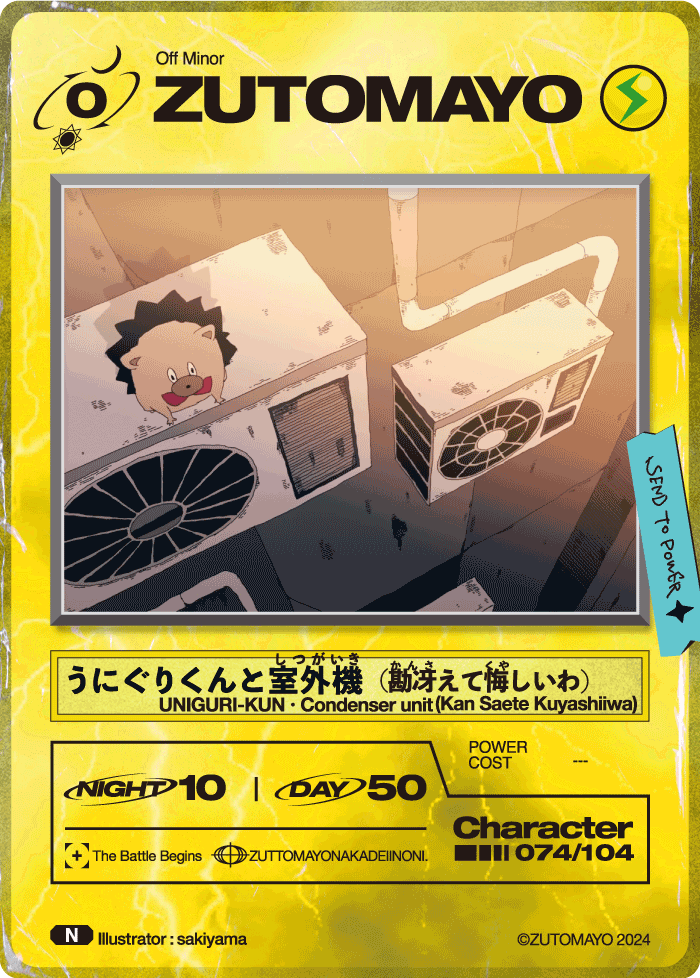 Off Minor
ZUTOMAYO
SEND TO POWER
うにぐりくんと室外機（勘冴えて悔しいわ）
しつがいき かんさ くや
UNIGURI-KUN・Condenser unit(Kan Saete Kuyashiiwa)
POWER
COST ---
NIGHT 10 | DAY 50
Character
074/104
The Battle Begins ZUTTOMAYONAKADEIINONI.
N Illustrator : sakiyama
©ZUTOMAYO 2024